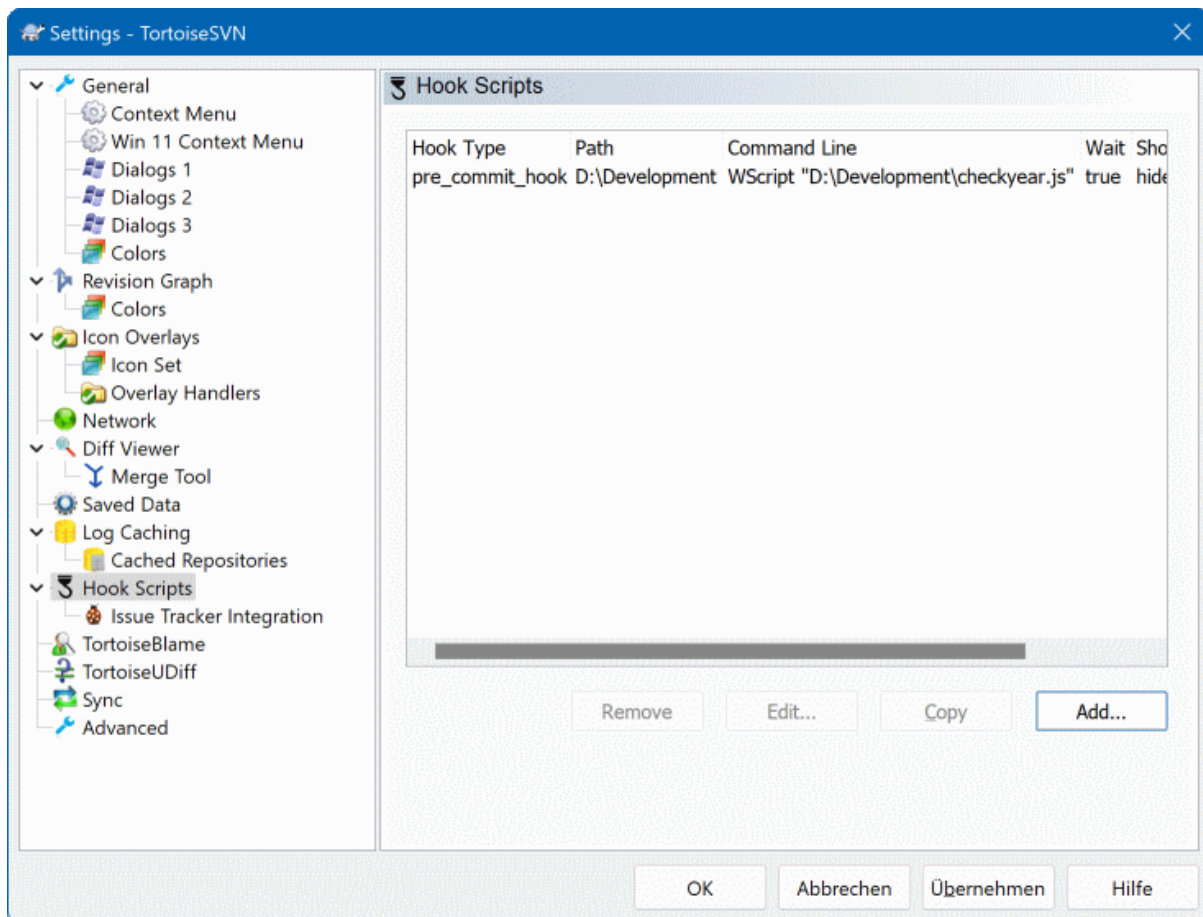 Settings - TortoiseSVN
General
Context Menu
Win 11 Context Menu
Dialogs 1
Dialogs 2
Dialogs 3
Colors
Revision Graph
Colors
Icon Overlays
Icon Set
Overlay Handlers
Network
Diff Viewer
Merge Tool
Saved Data
Log Caching
Cached Repositories
Hook Scripts
Issue Tracker Integration
TortoiseBlame
TortoiseUDiff
Sync
Advanced
Hook Scripts
Hook Type Path Command Line Wait Sho
pre_commit_hook D:\Development WScript "D:\Development\checkyear.js" true hide
Remove Edit... Copy Add...
OK Abbrechen Übernehmen Hilfe